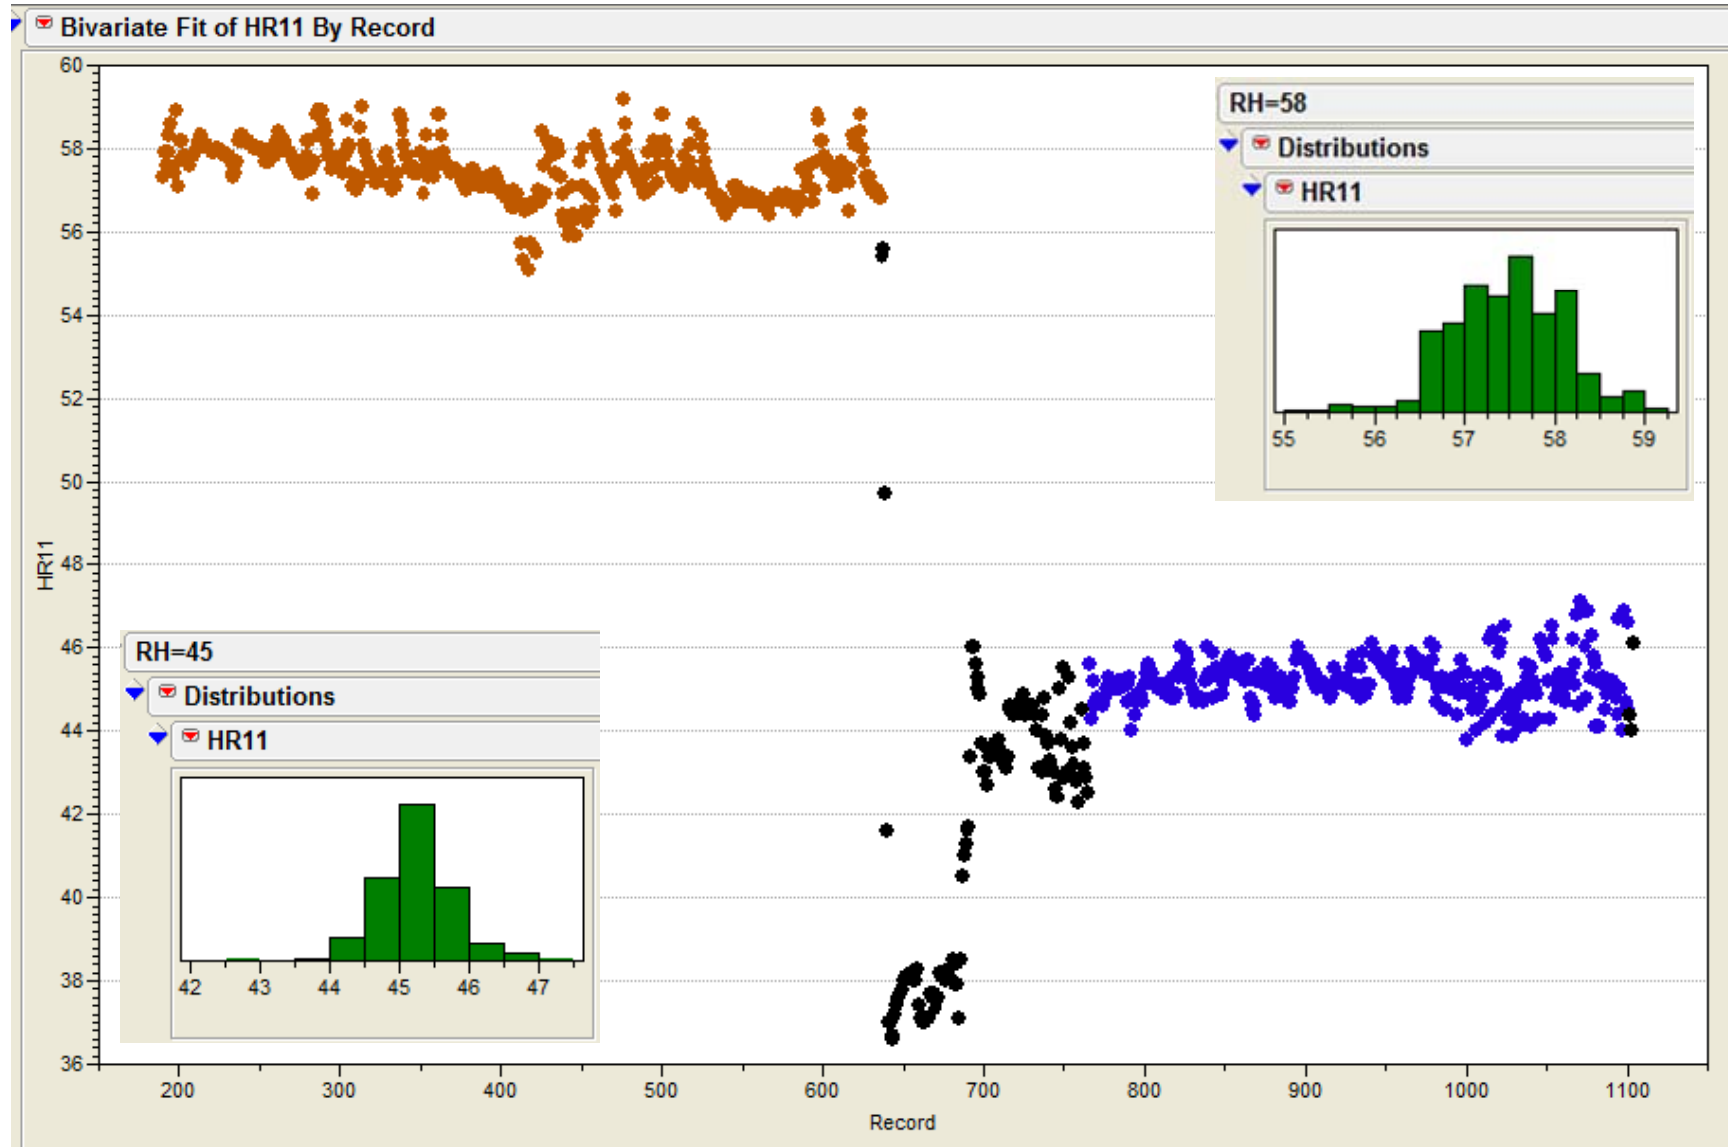 Bivariate Fit of HR11 By Record
60
58
56
54
52
50
48
46
44
42
40
38
36
HR11
200 300 400 500 600 700 800 900 1000 1100
Record
RH=58
Distributions
HR11
55 56 57 58 59
RH=45
Distributions
HR11
42 43 44 45 46 47